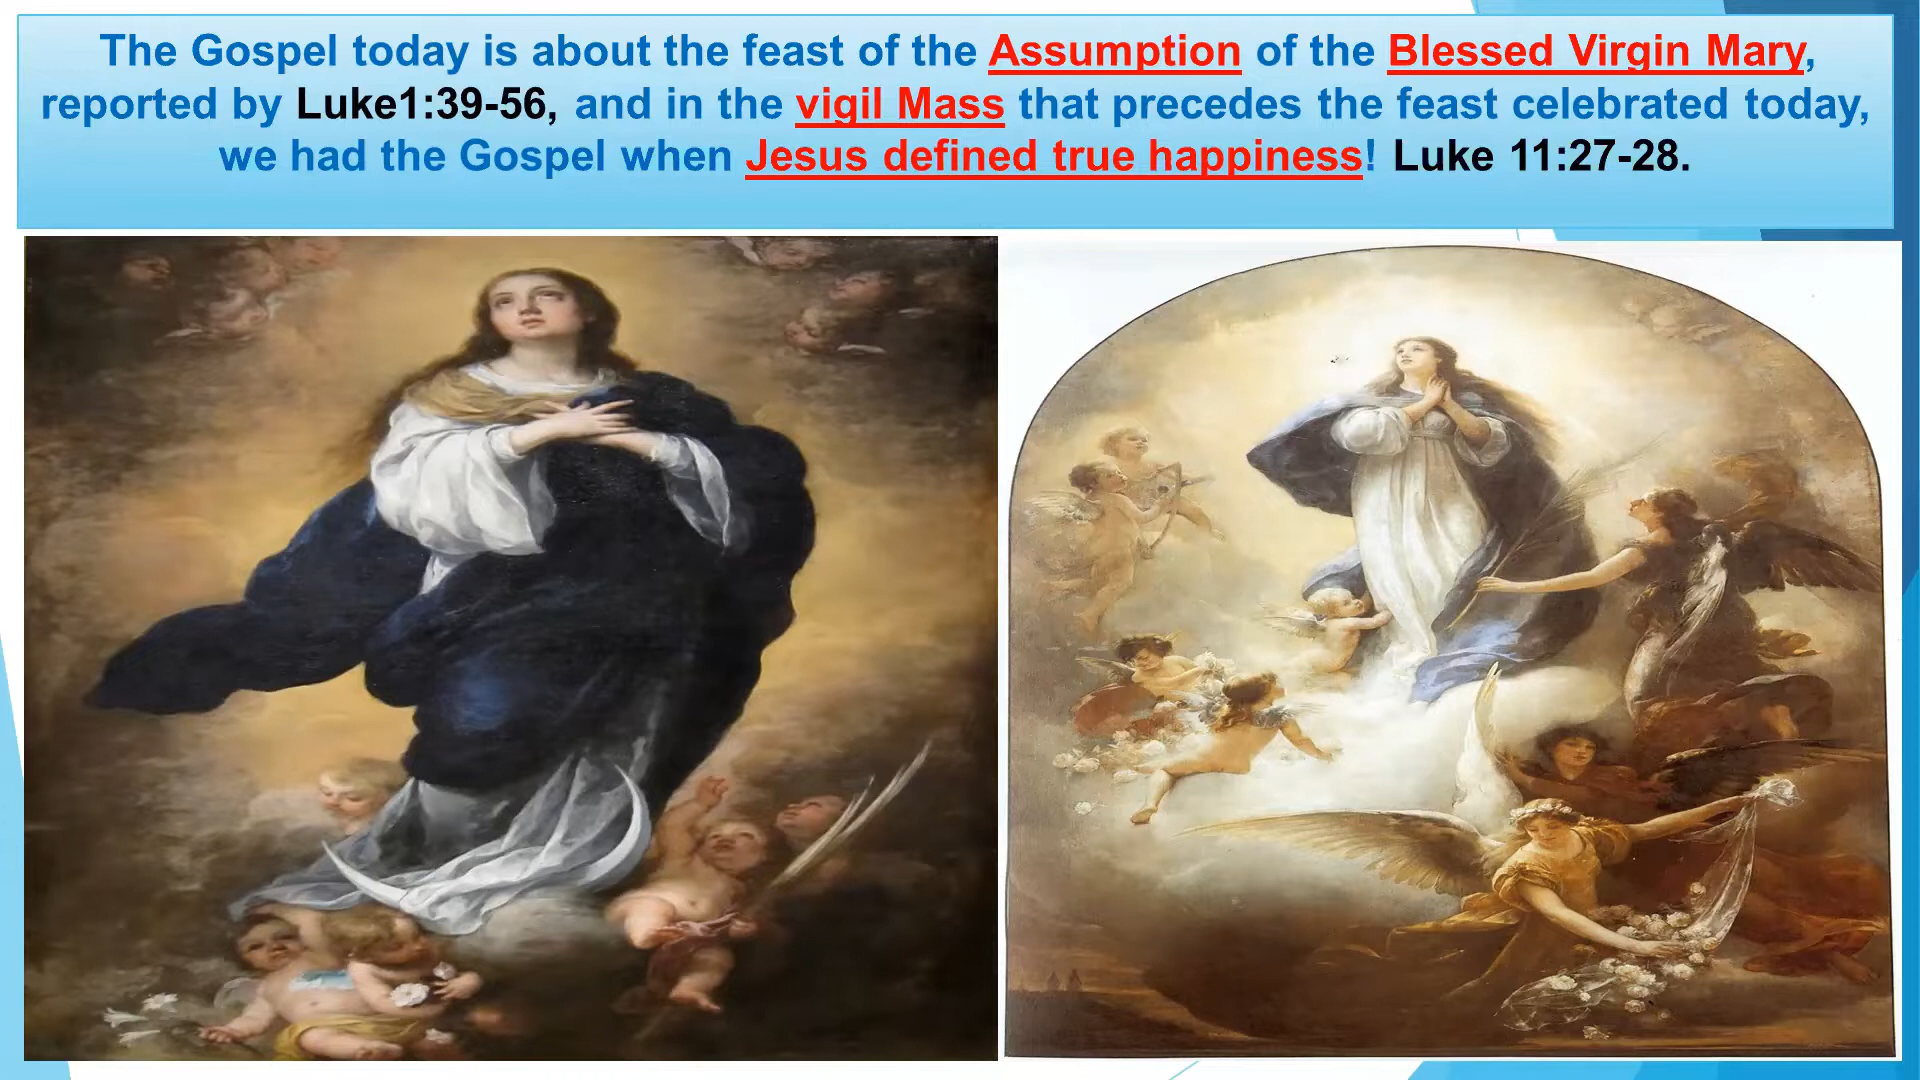 The Gospel today is about the feast of the Assumption of the Blessed Virgin Mary,
reported by Luke1:39-56, and in the vigil Mass that precedes the feast celebrated today,
we had the Gospel when Jesus defined true happiness! Luke 11:27-28.